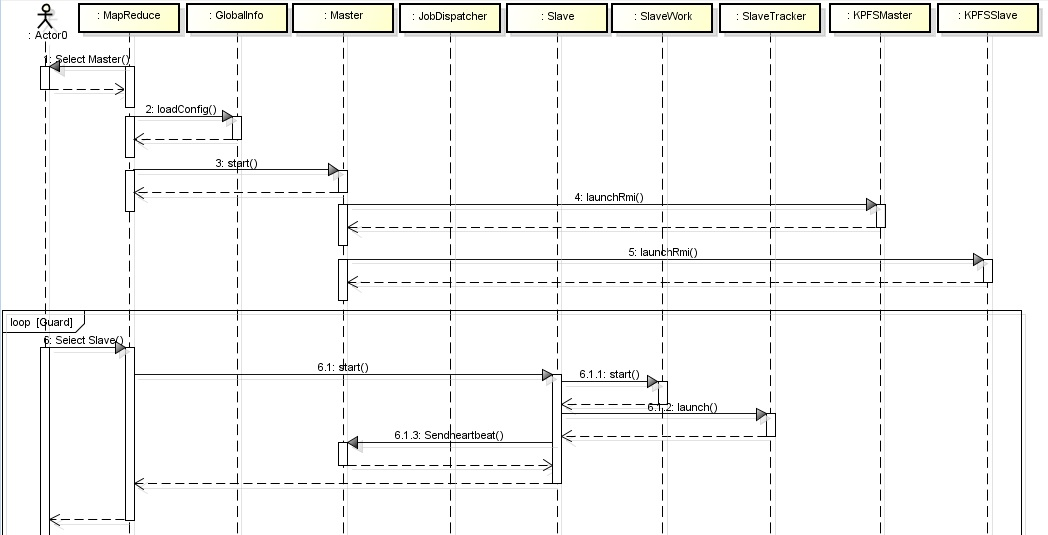 : MapReduce
: GlobalInfo
: Master
: JobDispatcher
: Slave
: SlaveWork
: SlaveTracker
: KPFSMaster
: KPFSSlave
: Actor0
1: Select Master()
2: loadConfig()
3: start()
4: launchRmi()
5: launchRmi()
loop [Guard]
6: Select Slave()
6.1: start()
6.1.1: start()
6.1.2: launch()
6.1.3: Sendheartbeat()